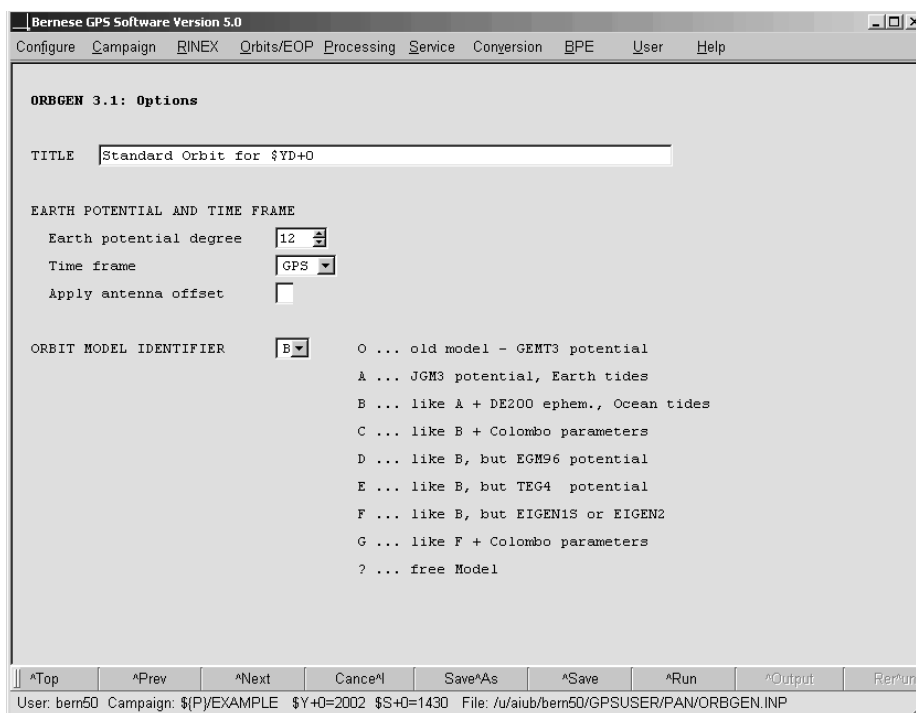 Bernese GPS Software Version 5.0
Configure Campaign RINEX Orbits/EOP Processing Service Conversion BPE User Help
ORBGEN 3.1: Options
TITLE Standard Orbit for $YD+0
EARTH POTENTIAL AND TIME FRAME
Earth potential degree 12
Time frame GPS
Apply antenna offset
ORBIT MODEL IDENTIFIER B O ... old model - GEMT3 potential
A ... JGM3 potential, Earth tides
B ... like A + DE200 ephem., Ocean tides
C ... like B + Colombo parameters
D ... like B, but EGM96 potential
E ... like B, but TEG4 potential
F ... like B, but EIGEN1S or EIGEN2
G ... like F + Colombo parameters
? ... free Model
^Top ^Prev ^Next Cance^l Save^As ^Save ^Run ^Output Rer^un
User: bern50 Campaign: ${P}/EXAMPLE $Y+0=2002 $S+0=1430 File: /u/aiub/bern50/GPSUSER/PAN/ORBGEN.INP